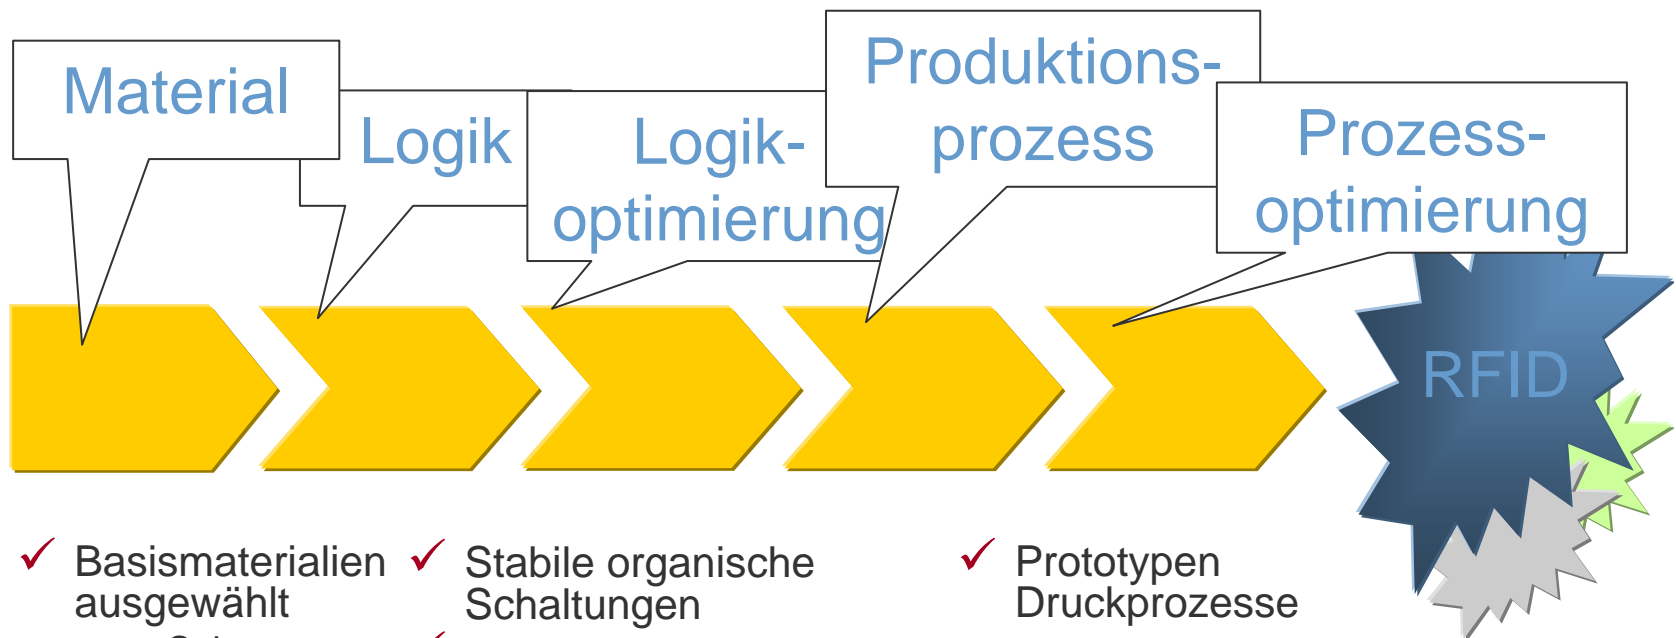 Material
Logik
Logik-
optimierung
Produktions-
prozess
Prozess-
optimierung
RFID
Basismaterialien
ausgewählt
Stabile organische
Schaltungen
Prototypen
Druckprozesse